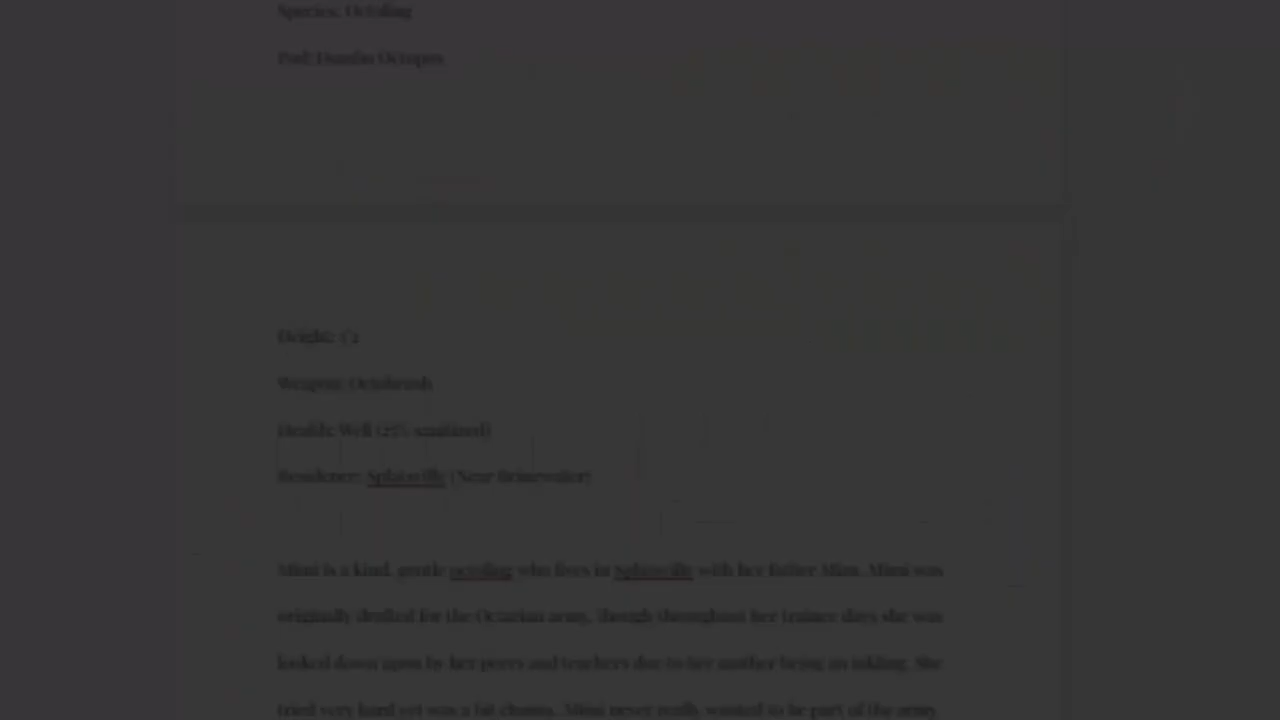 Species: Octoling
Pod: Dumbo Octopus
Height:
Weapon: Octobrush
Health: Well (25% sanitized)
Residence: Splatsville (Near Brinewater)
Mimi is a kind, gentle octoling who lives in Splatsville with her father Alan. Mimi was
originally drafted for the Octarian army, though throughout her trainee days she was
looked down upon by her peers and teachers due to her mother being an inkling. She
tried very hard yet was a bit clumsy. Mimi never really wanted to be part of the army